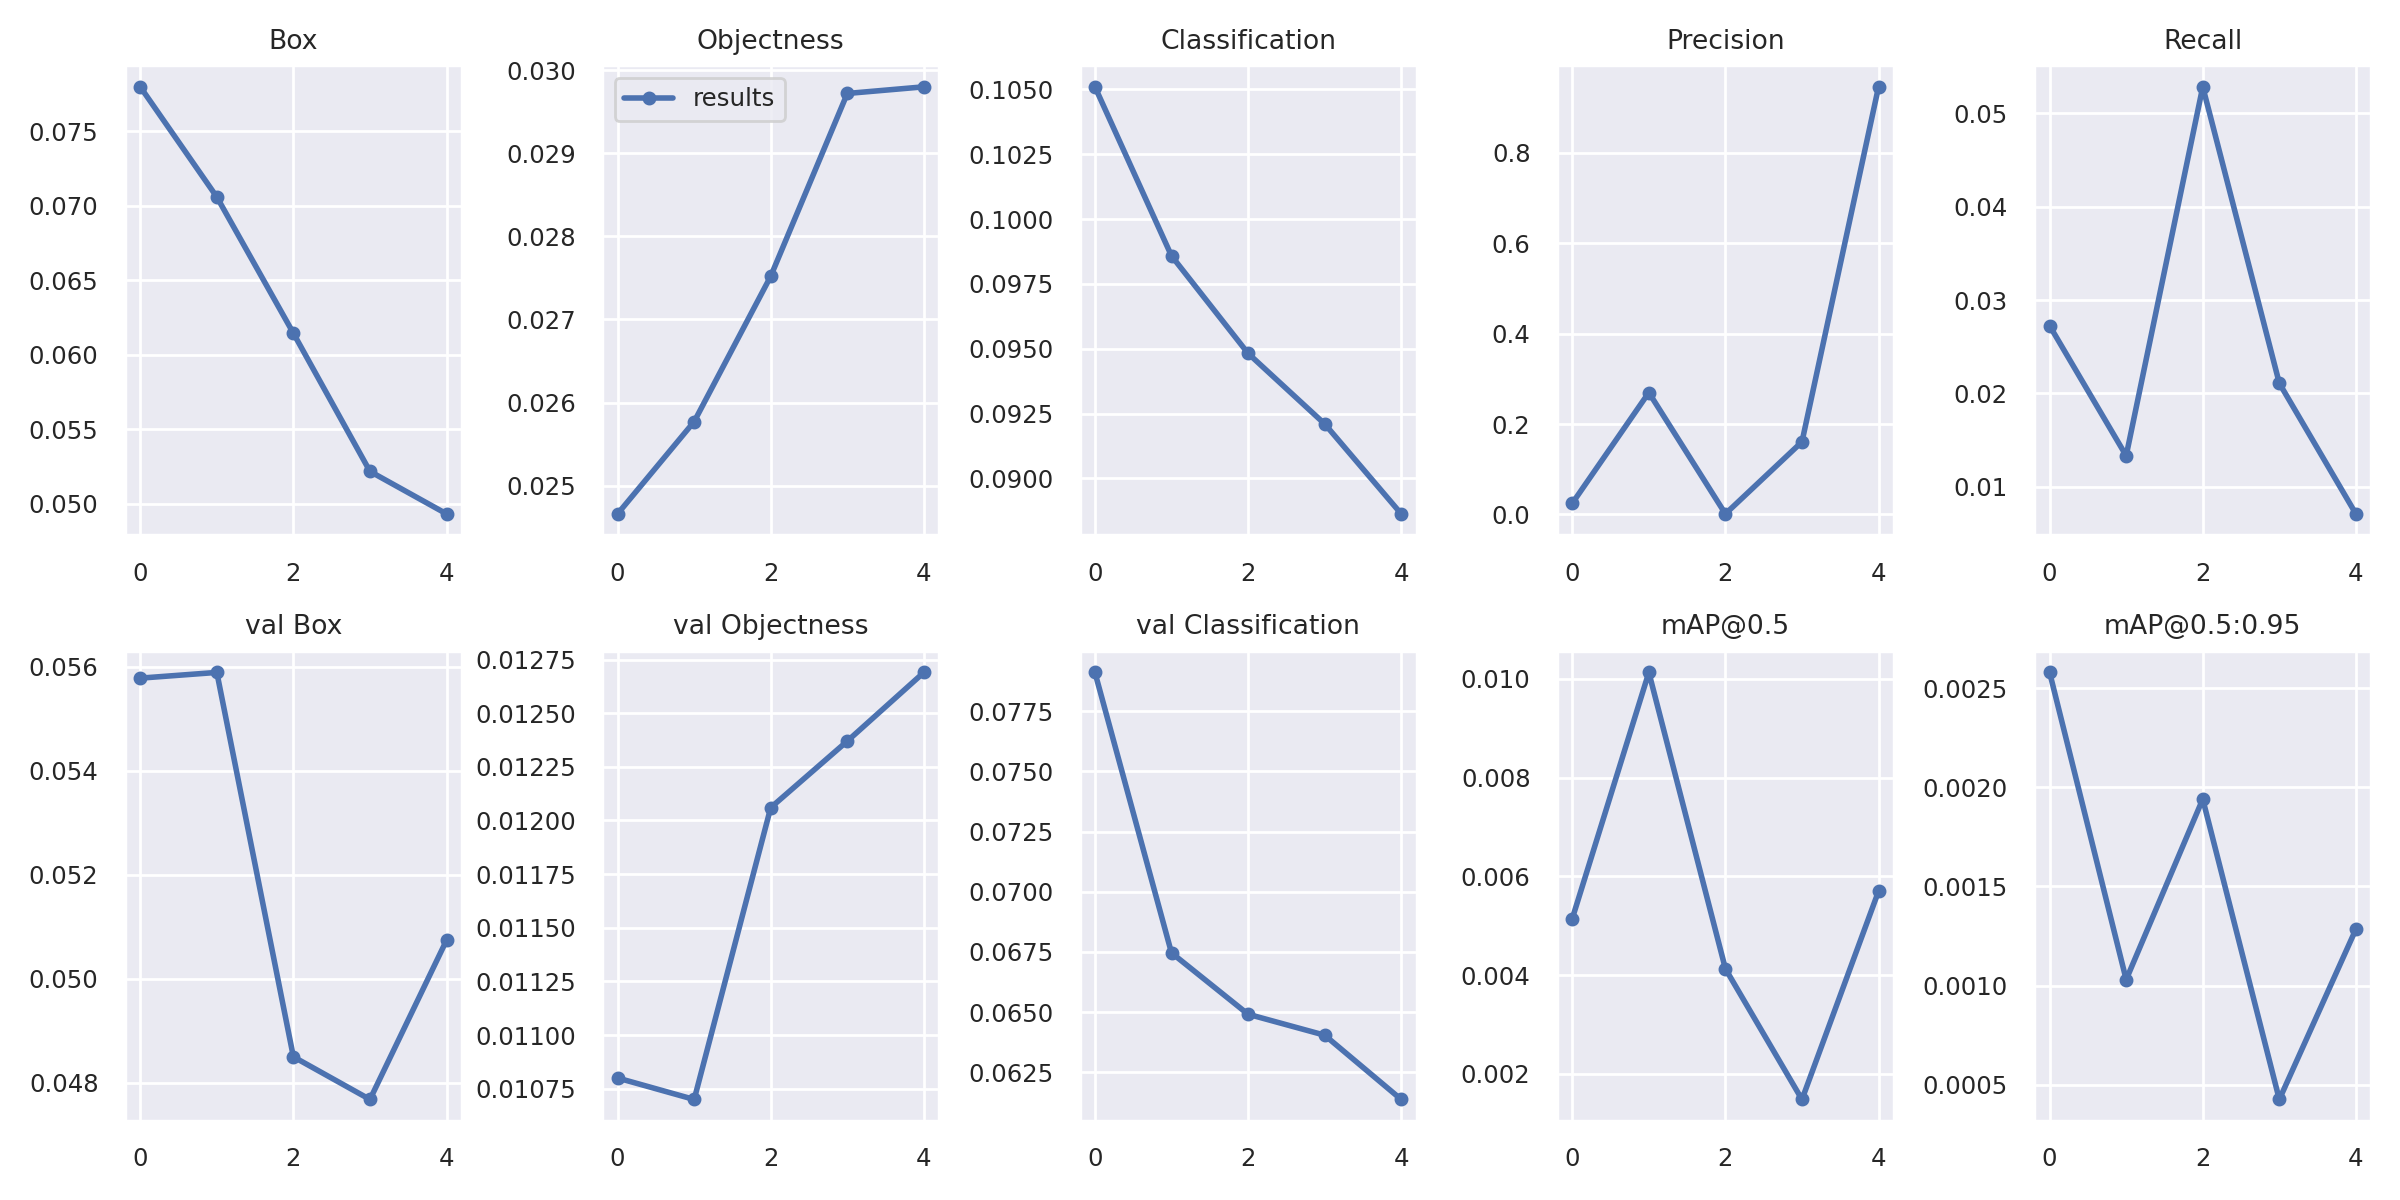 Box
0.075
0.070
0.065
0.060
0.055
0.050
0 2 4
Objectness
results
0.030
0.029
0.028
0.027
0.026
0.025
0 2 4
Classification
0.1050
0.1025
0.1000
0.0975
0.0950
0.0925
0.0900
0 2 4
Precision
0.8
0.6
0.4
0.2
0.0
0 2 4
Recall
0.05
0.04
0.03
0.02
0.01
0 2 4
val Box
0.056
0.054
0.052
0.050
0.048
0 2 4
val Objectness
0.01275
0.01250
0.01225
0.01200
0.01175
0.01150
0.01125
0.01100
0.01075
0 2 4
val Classification
0.0775
0.0750
0.0725
0.0700
0.0675
0.0650
0.0625
0 2 4
mAP@0.5
0.010
0.008
0.006
0.004
0.002
0 2 4
mAP@0.5:0.95
0.0025
0.0020
0.0015
0.0010
0.0005
0 2 4